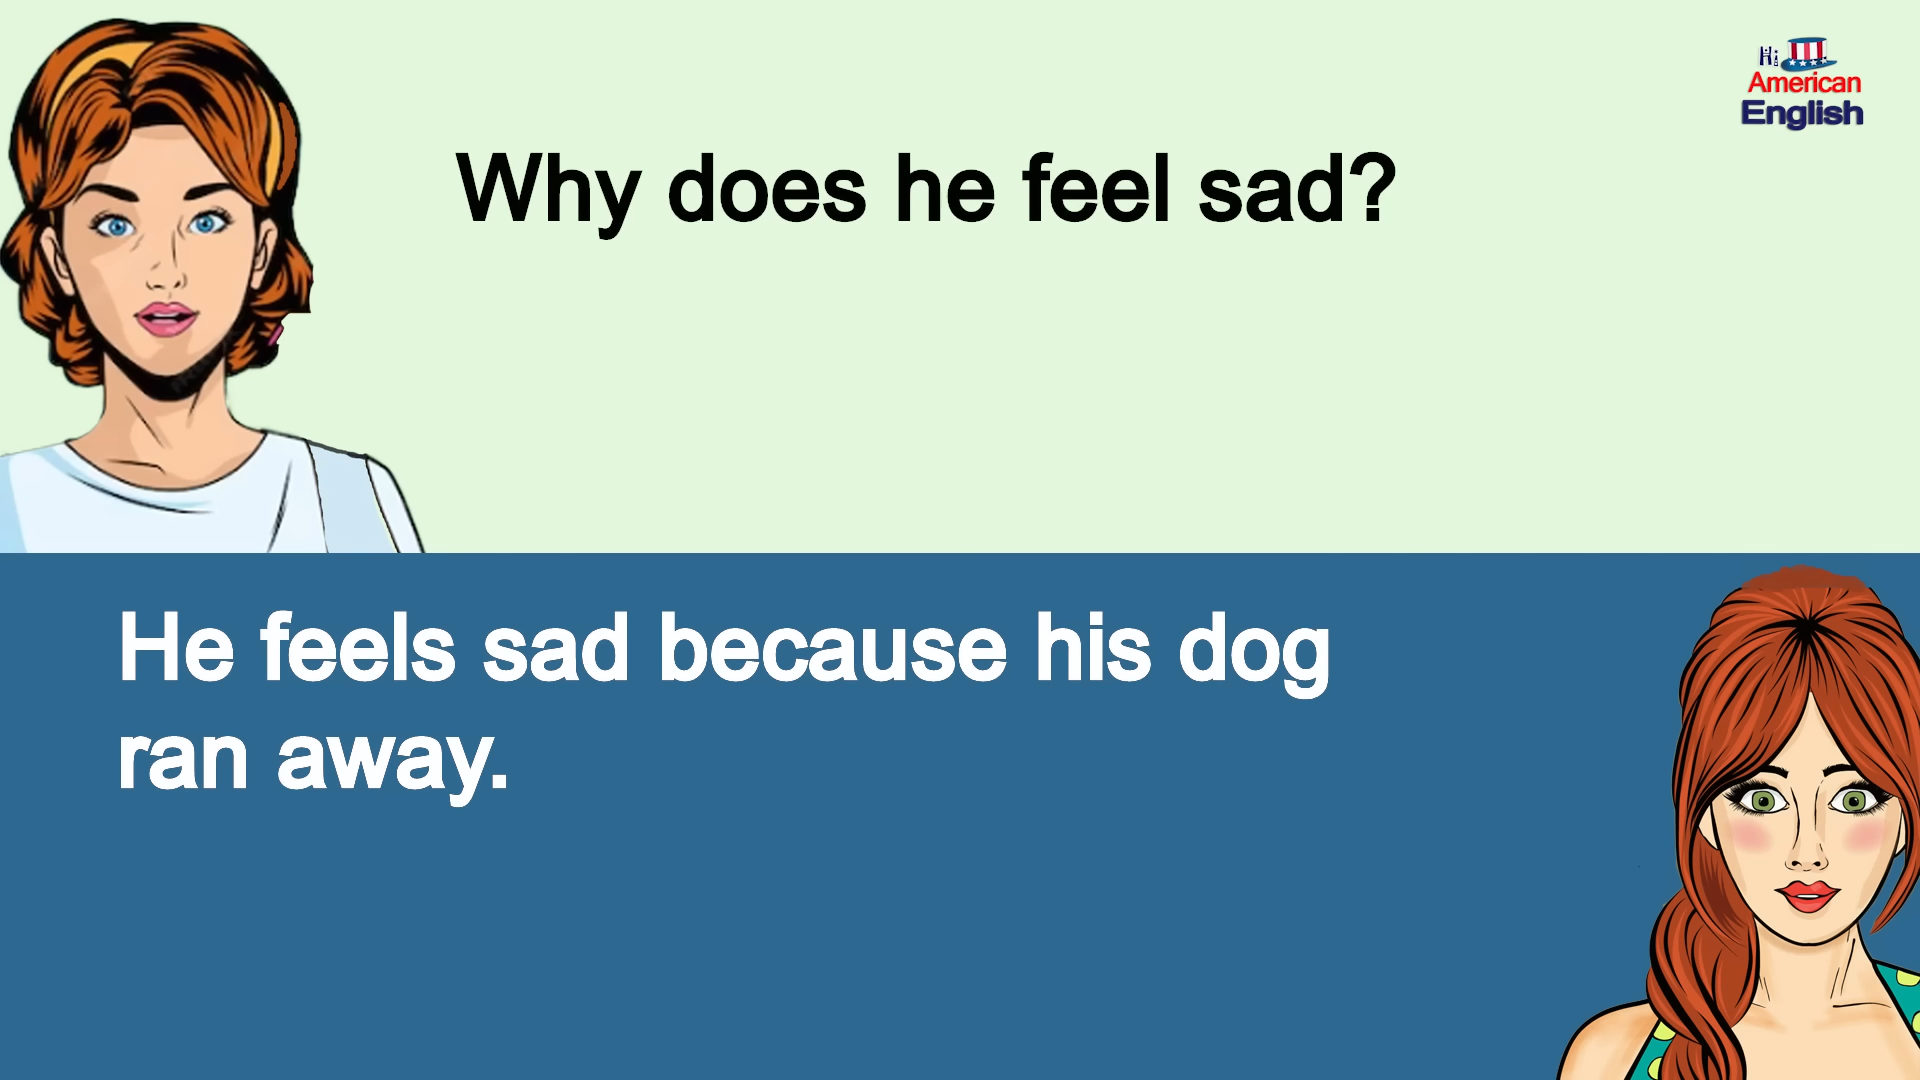 Hi
American
English
Why does he feel sad?
He feels sad because his dog
ran away.